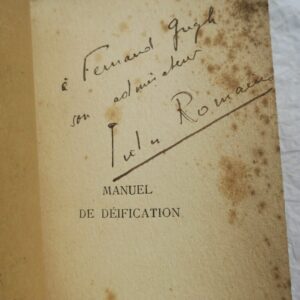 à Fernand Gregh
son admirateur
Jules Romains
MANUEL
DE DÉIFICATION